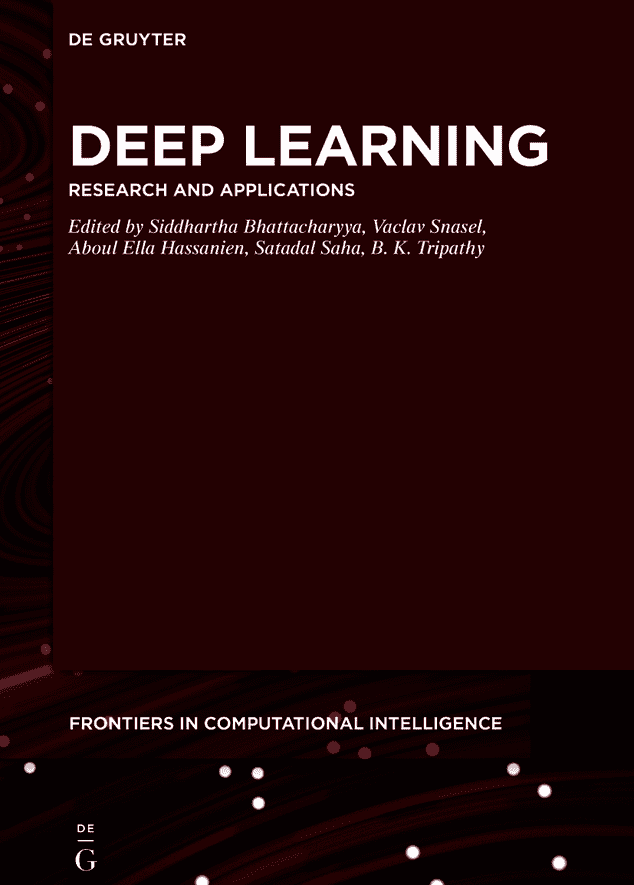 DE GRUYTER
DEEP LEARNING
RESEARCH AND APPLICATIONS
Edited by Siddhartha Bhattacharyya, Vaclav Snasel,
Aboul Ella Hassanien, Satadal Saha, B. K. Tripathy
FRONTIERS IN COMPUTATIONAL INTELLIGENCE
DE
G